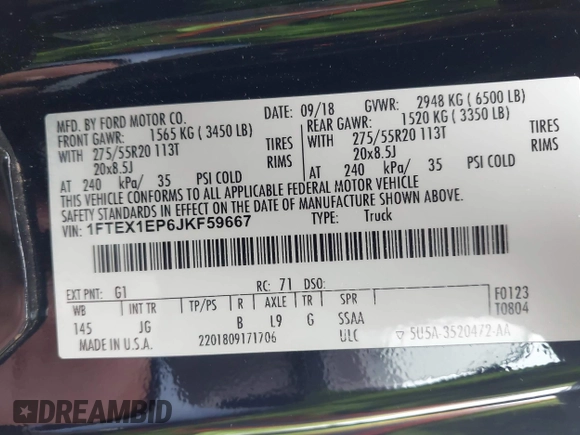 MFD. BY FORD MOTOR CO.
DATE: 09/18 GVWR: 2948 KG ( 6500 LB)
FRONT GAWR: 1565 KG ( 3450 LB)
REAR GAWR: 1520 KG ( 3350 LB)
WITH 275/55R20 113T TIRES
WITH 275/55R20 113T TIRES
20x8.5J RIMS
20x8.5J RIMS
AT 240 kPa/ 35 PSI COLD
AT 240 kPa/ 35 PSI COLD
THIS VEHICLE CONFORMS TO ALL APPLICABLE FEDERAL MOTOR VEHICLE
SAFETY STANDARDS IN EFFECT ON THE DATE OF MANUFACTURE SHOWN ABOVE.
VIN: 1FTEX1EP6JKF59667 TYPE: Truck
EXT PNT: G1 RC: 71 DSO:
WB INT TR TP/PS R AXLE TR SPR
145 JG B L9 G SSAA
MADE IN U.S.A. 2201809171706 ULC
F0123
T0804
5U5A 3520472-AA
DREAMBID